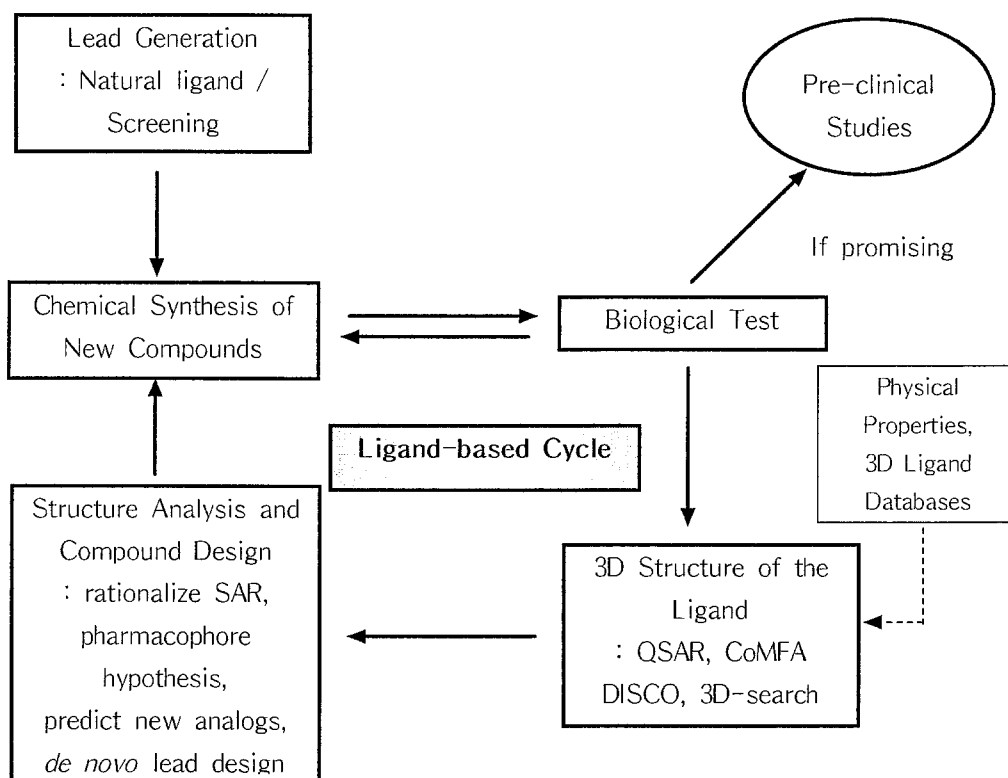 Lead Generation
: Natural ligand /
Screening
Pre-clinical
Studies
If promising
Chemical Synthesis of
New Compounds
Biological Test
Physical
Properties,
3D Ligand
Databases
Ligand-based Cycle
Structure Analysis and
Compound Design
: rationalize SAR,
pharmacophore
hypothesis,
predict new analogs,
de novo lead design
3D Structure of the
Ligand
: QSAR, CoMFA
DISCO, 3D-search